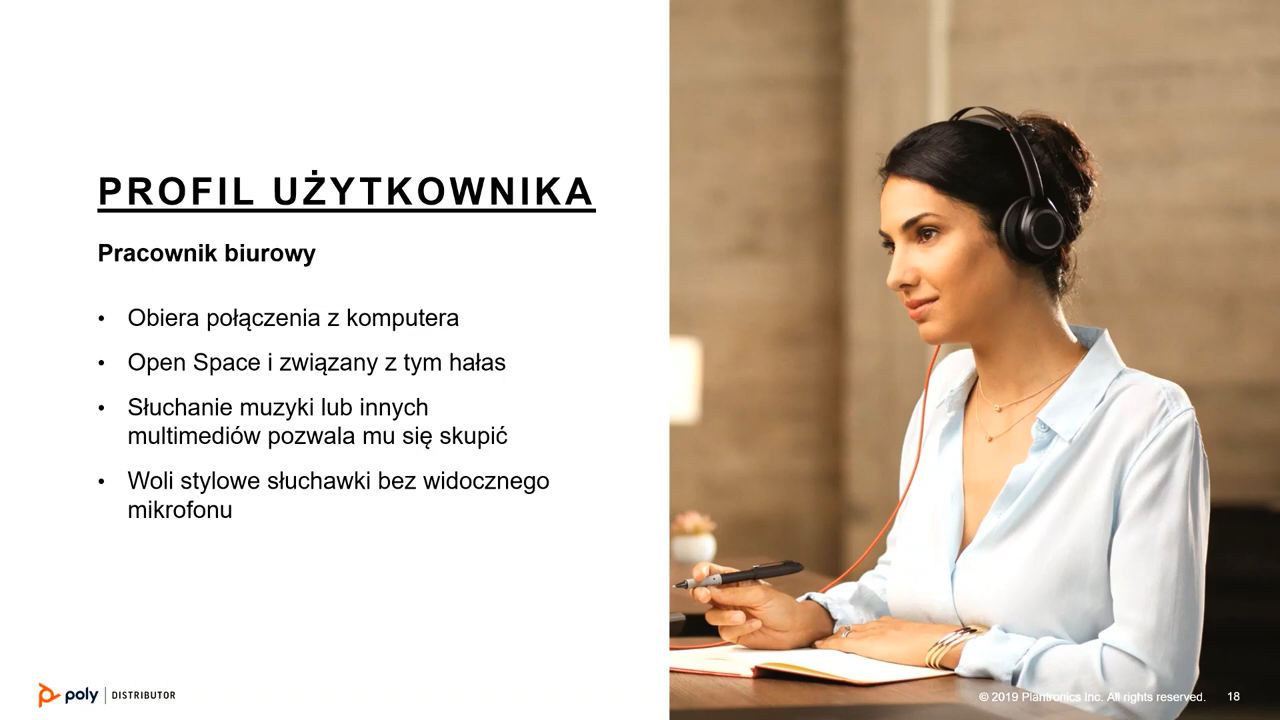 PROFIL UŻYTKOWNIKA
Pracownik biurowy
• Obiera połączenia z komputera
• Open Space i związany z tym hałas
• Słuchanie muzyki lub innych
multimediów pozwala mu się skupić
• Woli stylowe słuchawki bez widocznego
mikrofonu
poly | DISTRIBUTOR
© 2019 Plantronics Inc. All rights reserved. 18